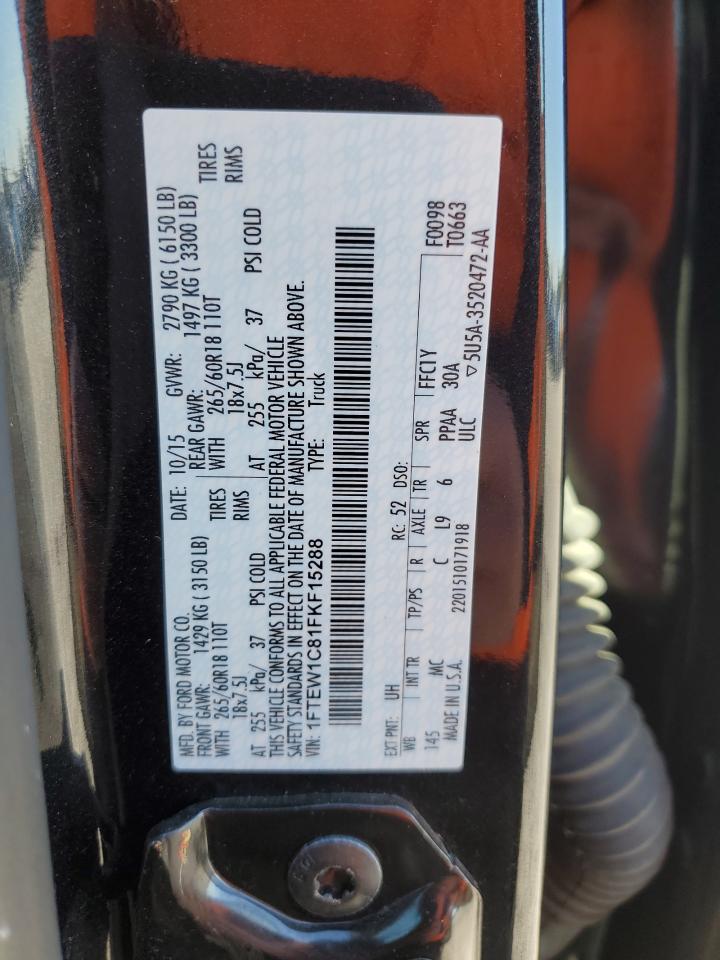 MFD. BY FORD MOTOR CO. DATE: 10/15 GVWR: 2790 KG ( 6150 LB)
FRONT GAWR: 1429 KG ( 3150 LB) REAR GAWR: 1497 KG ( 3300 LB)
WITH 265/60R18 110T TIRES WITH 265/60R18 110T TIRES
18x7.5J RIMS 18x7.5J RIMS
AT 255 kPa/ 37 PSI COLD AT 255 kPa/ 37 PSI COLD
THIS VEHICLE CONFORMS TO ALL APPLICABLE FEDERAL MOTOR VEHICLE
SAFETY STANDARDS IN EFFECT ON THE DATE OF MANUFACTURE SHOWN ABOVE.
VIN: 1FTEW1C81FKF15288 TYPE: Truck
F0098
EXT PNT: UH RC: 52 DSO: T0663
WB INT TR TP/PS R AXLE TR SPR FFC1Y
145 MC C L9 6 PPAA 30A
MADE IN U.S.A. 2201510171918 ULC ▽5U5A-3520472-AA